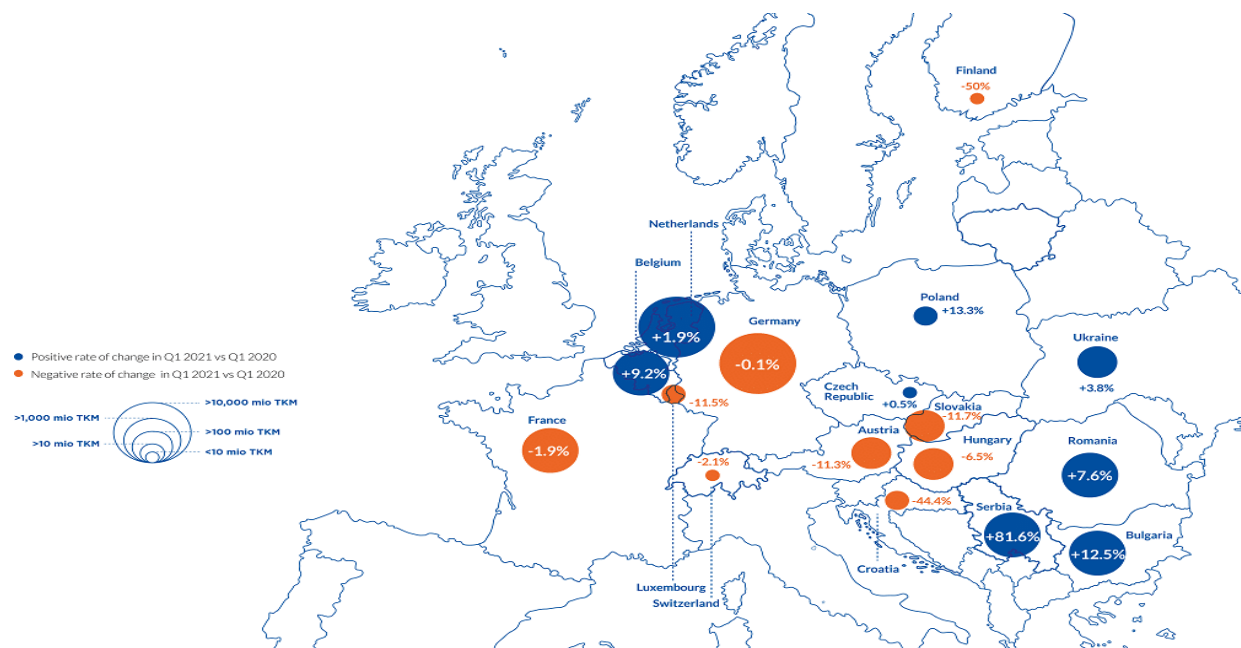 Finland
-50%
Netherlands
Belgium
Poland
+13.3%
Germany
+1.9%
Ukraine
+3.8%
Positive rate of change in Q1 2021 vs Q1 2020
Negative rate of change in Q1 2021 vs Q1 2020
-0.1%
+9.2%
Czech
Republic
+0.5%
-11.5%
>10,000 mio TKM
>1,000 mio TKM
>100 mio TKM
>10 mio TKM
<10 mio TKM
France
-1.9%
Slovakia
-11.7%
Austria
-11.3%
Hungary
-6.5%
Romania
+7.6%
-2.1%
-44.4%
Serbia
+81.6%
Bulgaria
+12.5%
Croatia
Luxembourg
Switzerland